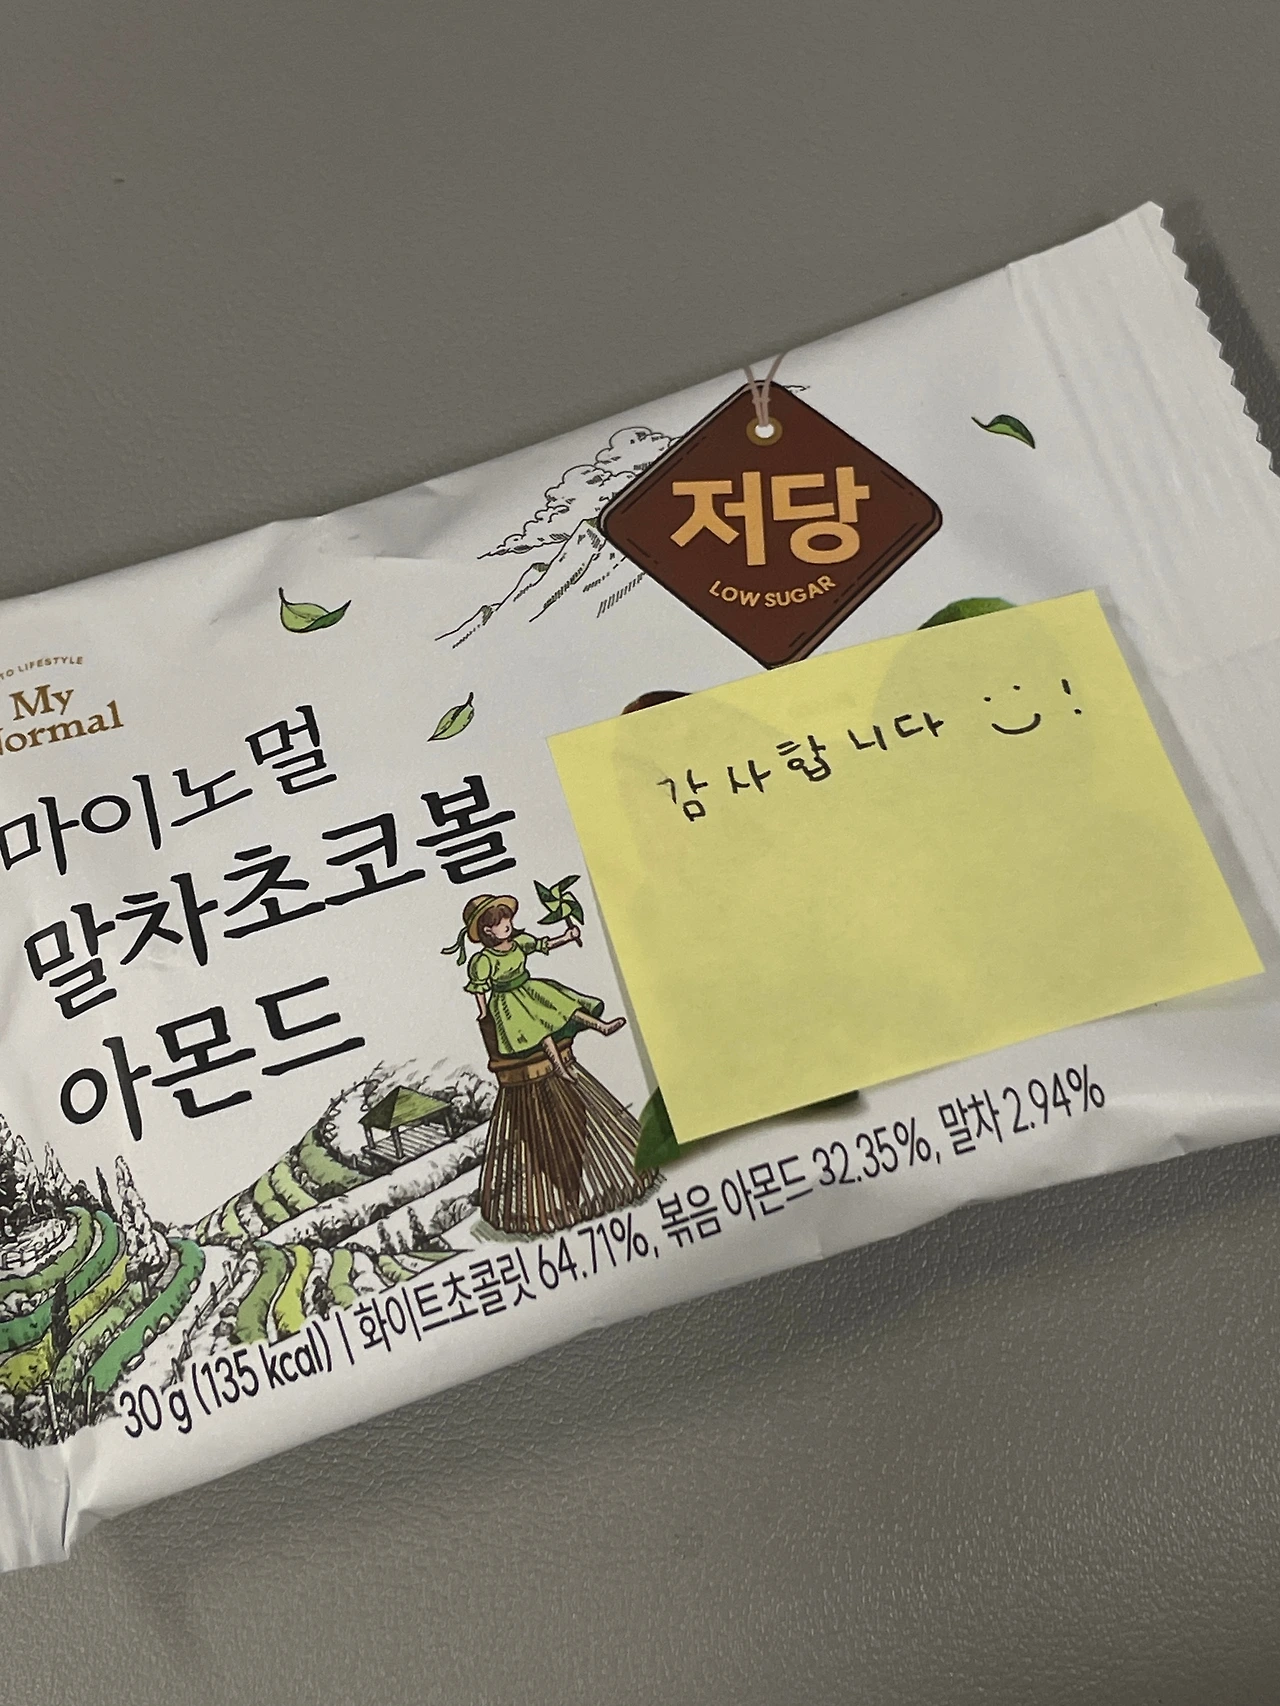 저당
LOW SUGAR
LIFESTYLE
My
Normal
마이노멀
말차초코볼
아몬드
감사합니다 :)!
30 g (135 kcal) | 화이트초콜릿 64.71%, 볶음 아몬드 32.35%, 말차 2.94%